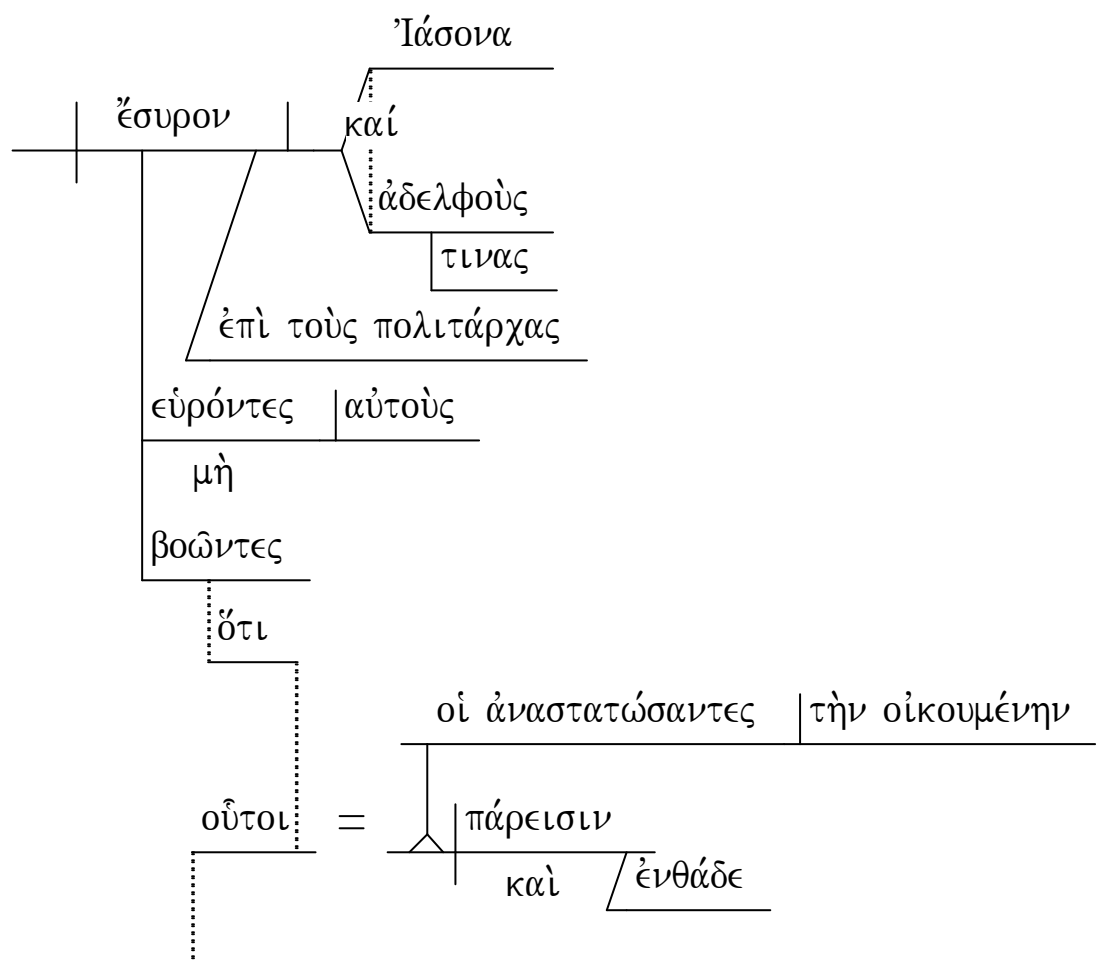 Ἰάσονα
ἔσυρον
καί
ἀδελφοὺς
τινας
ἐπὶ τοὺς πολιτάρχας
εὑρόντες αὐτοὺς
μὴ
βοῶντες
ὅτι
οἱ ἀναστατώσαντες τὴν οἰκουμένην
οὗτοι = πάρεισιν
καὶ ἐνθάδε